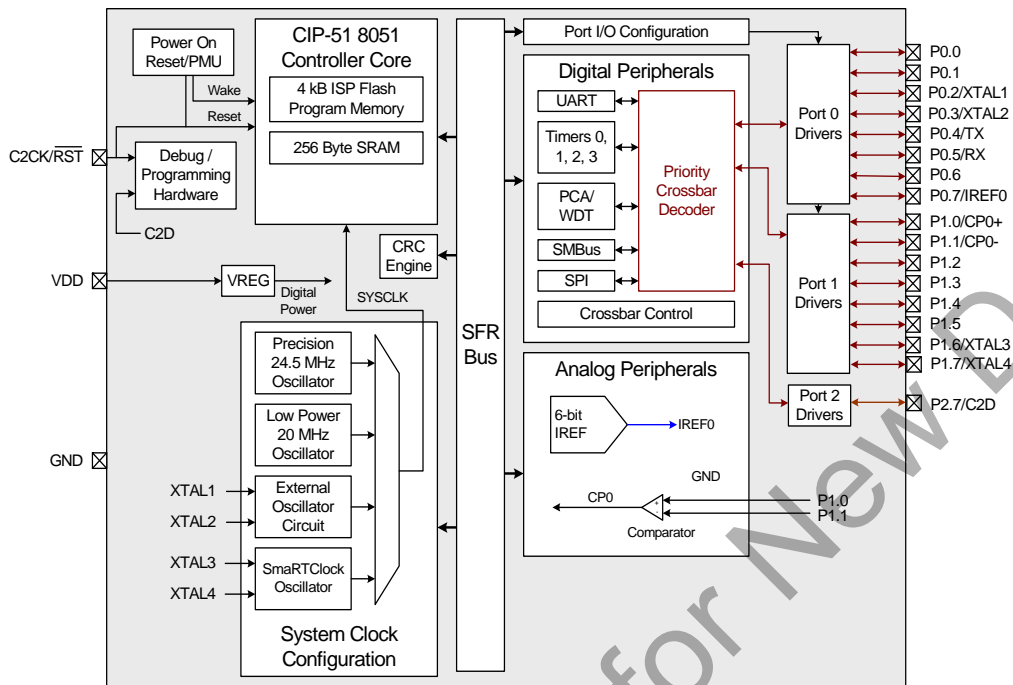 Power On
Reset/PMU
Wake
Reset
C2CK/RST
Debug /
Programming
Hardware
C2D
VDD
VREG
Digital
Power
GND
CIP-51 8051
Controller Core
4 kB ISP Flash
Program Memory
256 Byte SRAM
CRC
Engine
SYSCLK
Precision
24.5 MHz
Oscillator
Low Power
20 MHz
Oscillator
XTAL1
XTAL2
External
Oscillator
Circuit
XTAL3
XTAL4
SmaRTClock
Oscillator
System Clock
Configuration
SFR
Bus
Port I/O Configuration
Digital Peripherals
UART
Timers 0,
1, 2, 3
PCA/
WDT
SMBus
SPI
Priority
Crossbar
Decoder
Crossbar Control
Analog Peripherals
6-bit
IREF
IREF0
GND
CP0
+
-
Comparator
P1.0
P1.1
Port 0
Drivers
Port 1
Drivers
Port 2
Drivers
P0.0
P0.1
P0.2/XTAL1
P0.3/XTAL2
P0.4/TX
P0.5/RX
P0.6
P0.7/IREF0
P1.0/CP0+
P1.1/CP0-
P1.2
P1.3
P1.4
P1.5
P1.6/XTAL3
P1.7/XTAL4
P2.7/C2D
for New D